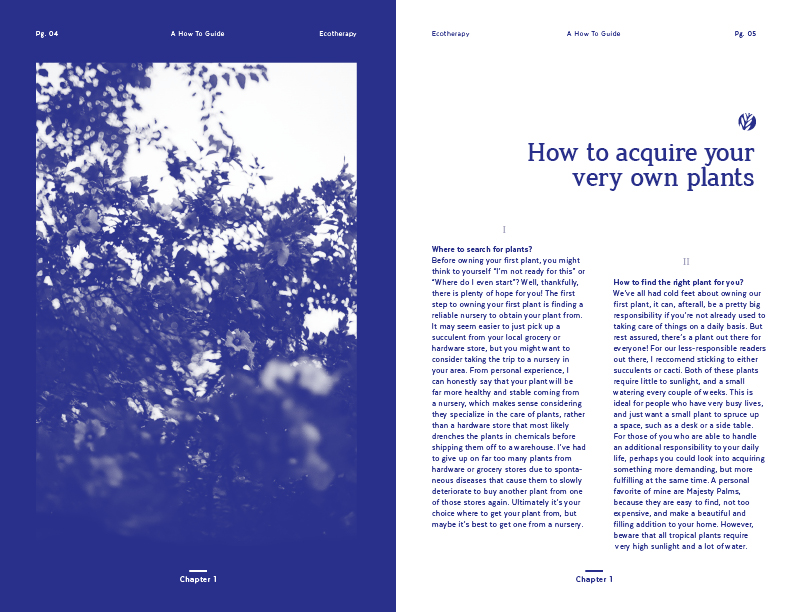 Pg. 04
A How To Guide
Ecotherapy
Chapter 1
Ecotherapy
A How To Guide
Pg. 05
How to acquire your
very own plants
I
Where to search for plants?
Before owning your first plant, you might
think to yourself "I'm not ready for this" or
"Where do I even start"? Well, thankfully,
there is plenty of hope for you! The first
step to owning your first plant is finding a
reliable nursery to obtain your plant from.
It may seem easier to just pick up a
succulent from your local grocery or
hardware store, but you might want to
consider taking the trip to a nursery in
your area. From personal experience, I
can honestly say that your plant will be
far more healthy and stable coming from
a nursery, which makes sense considering
they specialize in the care of plants, rather
than a hardware store that most likely
drenches the plants in chemicals before
shipping them off to a warehouse. I've had
to give up on far too many plants from
hardware or grocery stores due to sponta-
neous diseases that cause them to slowly
deteriorate to buy another plant from one
of those stores again. Ultimately it's your
choice where to get your plant from, but
maybe it's best to get one from a nursery.
II
How to find the right plant for you?
We've all had cold feet about owning our
first plant, it can, afterall, be a pretty big
responsibility if you're not already used to
taking care of things on a daily basis. But
rest assured, there's a plant out there for
everyone! For our less-responsible readers
out there, I reccomend sticking to either
succulents or cacti. Both of these plants
require little to sunlight, and a small
watering every couple of weeks. This is
ideal for people who have very busy lives,
and just want a small plant to spruce up
a space, such as a desk or a side table.
For those of you who are able to handle
an additional responsibility to your daily
life, perhaps you could look into acquiring
something more demanding, but more
fulfilling at the same time. A personal
favorite of mine are Majesty Palms,
because they are easy to find, not too
expensive, and make a beautiful and
filling addition to your home. However,
beware that all tropical plants require
very high sunlight and a lot of water.
Chapter 1